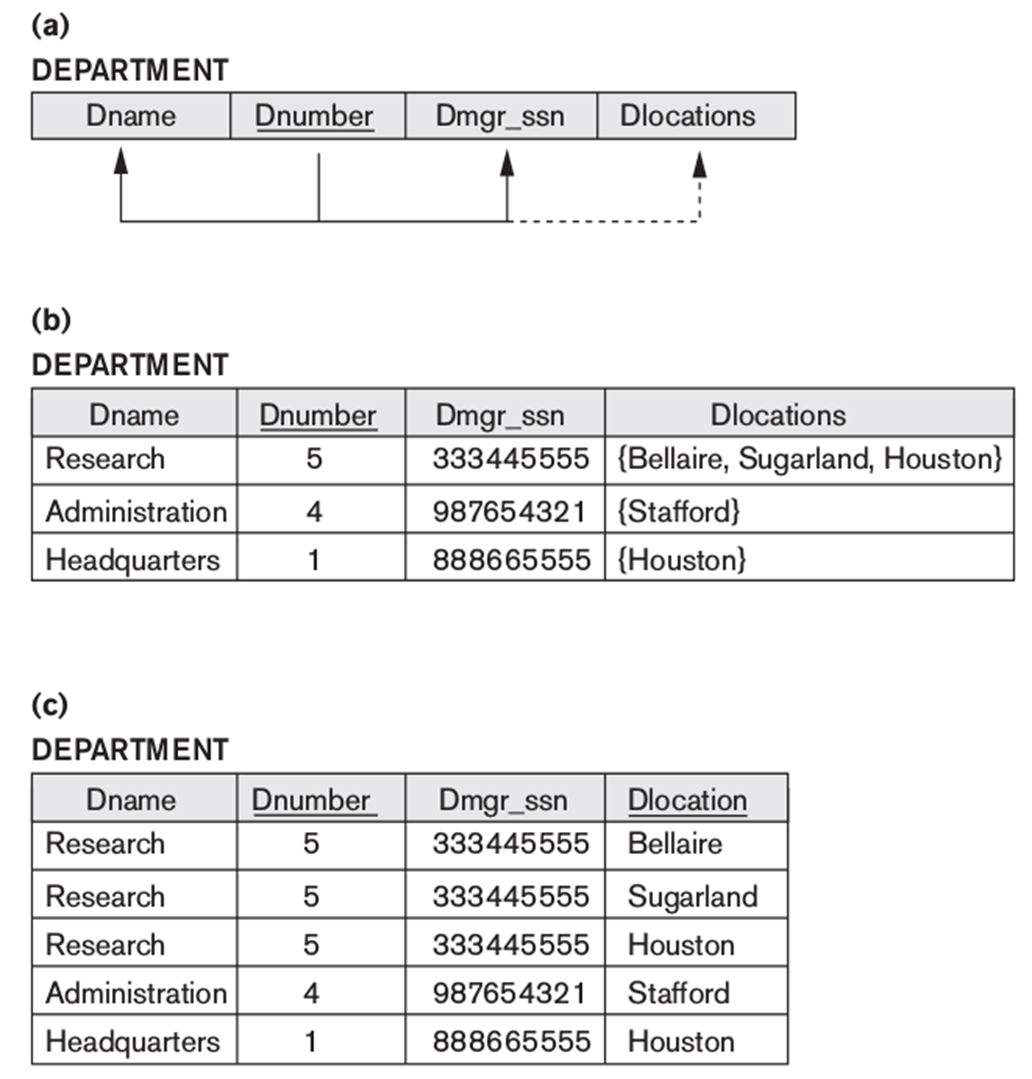 (a)
DEPARTMENT
Dname Dnumber Dmgr_ssn Dlocations
(b)
DEPARTMENT
Dname Dnumber Dmgr_ssn Dlocations
Research 5 333445555 {Bellaire, Sugarland, Houston}
Administration 4 987654321 {Stafford}
Headquarters 1 888665555 {Houston}
(c)
DEPARTMENT
Dname Dnumber Dmgr_ssn Dlocation
Research 5 333445555 Bellaire
Research 5 333445555 Sugarland
Research 5 333445555 Houston
Administration 4 987654321 Stafford
Headquarters 1 888665555 Houston